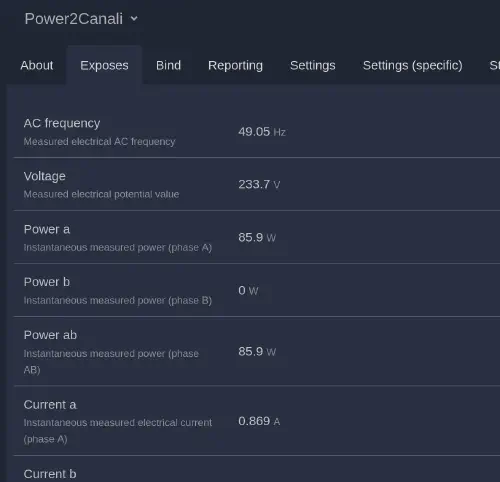 Power2Canali
About Exposes Bind Reporting Settings Settings (specific) St
AC frequency
Measured electrical AC frequency
49.05 Hz
Voltage
Measured electrical potential value
233.7 V
Power a
Instantaneous measured power (phase A)
85.9 W
Power b
Instantaneous measured power (phase B)
0 W
Power ab
Instantaneous measured power (phase
AB)
85.9 W
Current a
Instantaneous measured electrical current
(phase A)
0.869 A
Current b